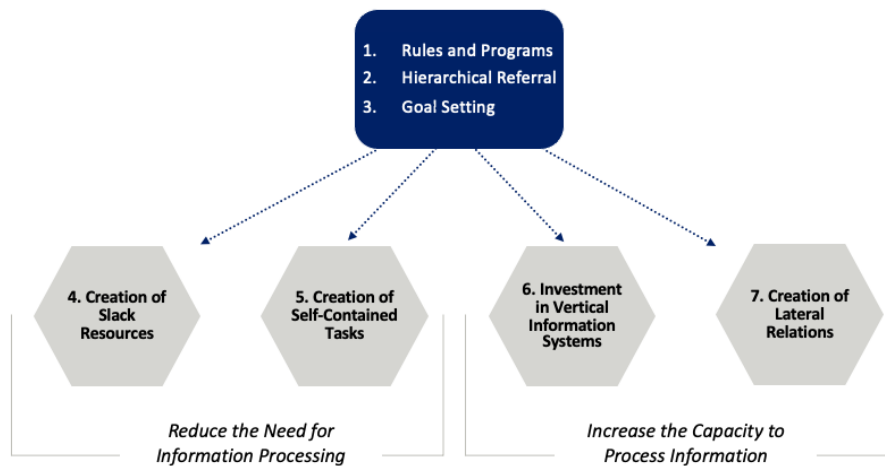 1. Rules and Programs
2. Hierarchical Referral
3. Goal Setting
4. Creation of
Slack
Resources
5. Creation of
Self-Contained
Tasks
6. Investment
in Vertical
Information
Systems
7. Creation of
Lateral
Relations
Reduce the Need for
Information Processing
Increase the Capacity to
Process Information